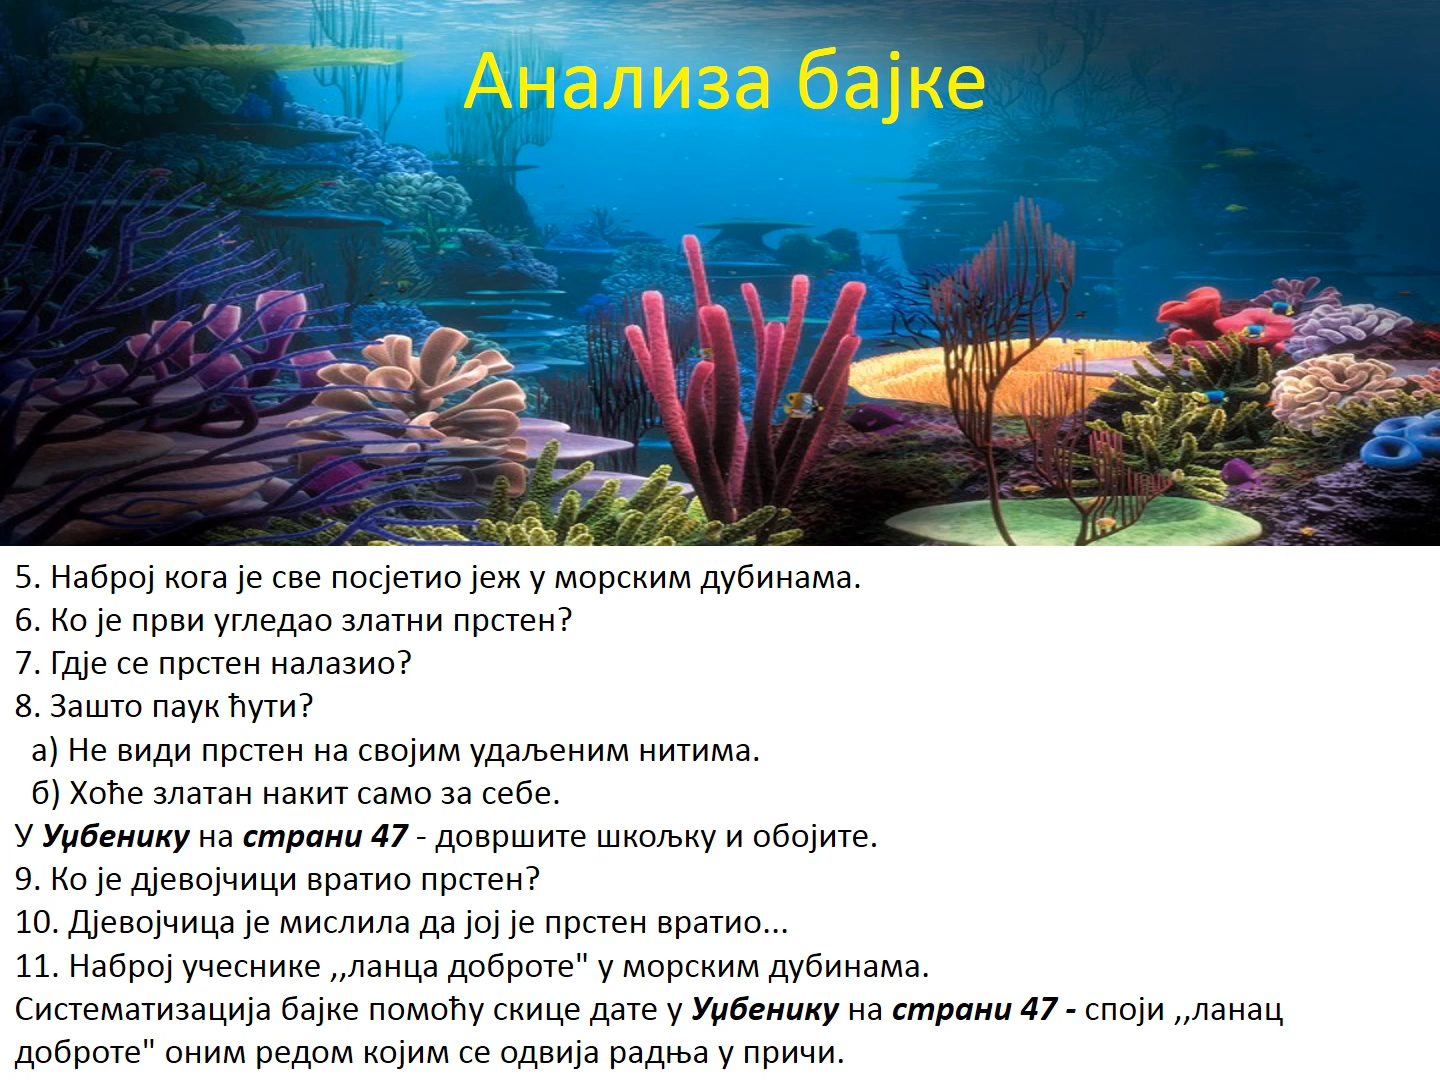 Анализа бајке
5. Наброј кога је све посјетио јеж у морским дубинама.
6. Ко је први угледао златни прстен?
7. Гдје се прстен налазио?
8. Зашто паук ћути?
а) Не види прстен на својим удаљеним нитима.
б) Хоће златан накит само за себе.
У Уџбенику на страни 47 - довршите шкољку и обојите.
9. Ко је дјевојчици вратио прстен?
10. Дјевојчица је мислила да јој је прстен вратио...
11. Наброј учеснике ,,ланца доброте" у морским дубинама.
Систематизација бајке помоћу скице дате у Уџбенику на страни 47 - споји ,,ланац
доброте" оним редом којим се одвија радња у причи.